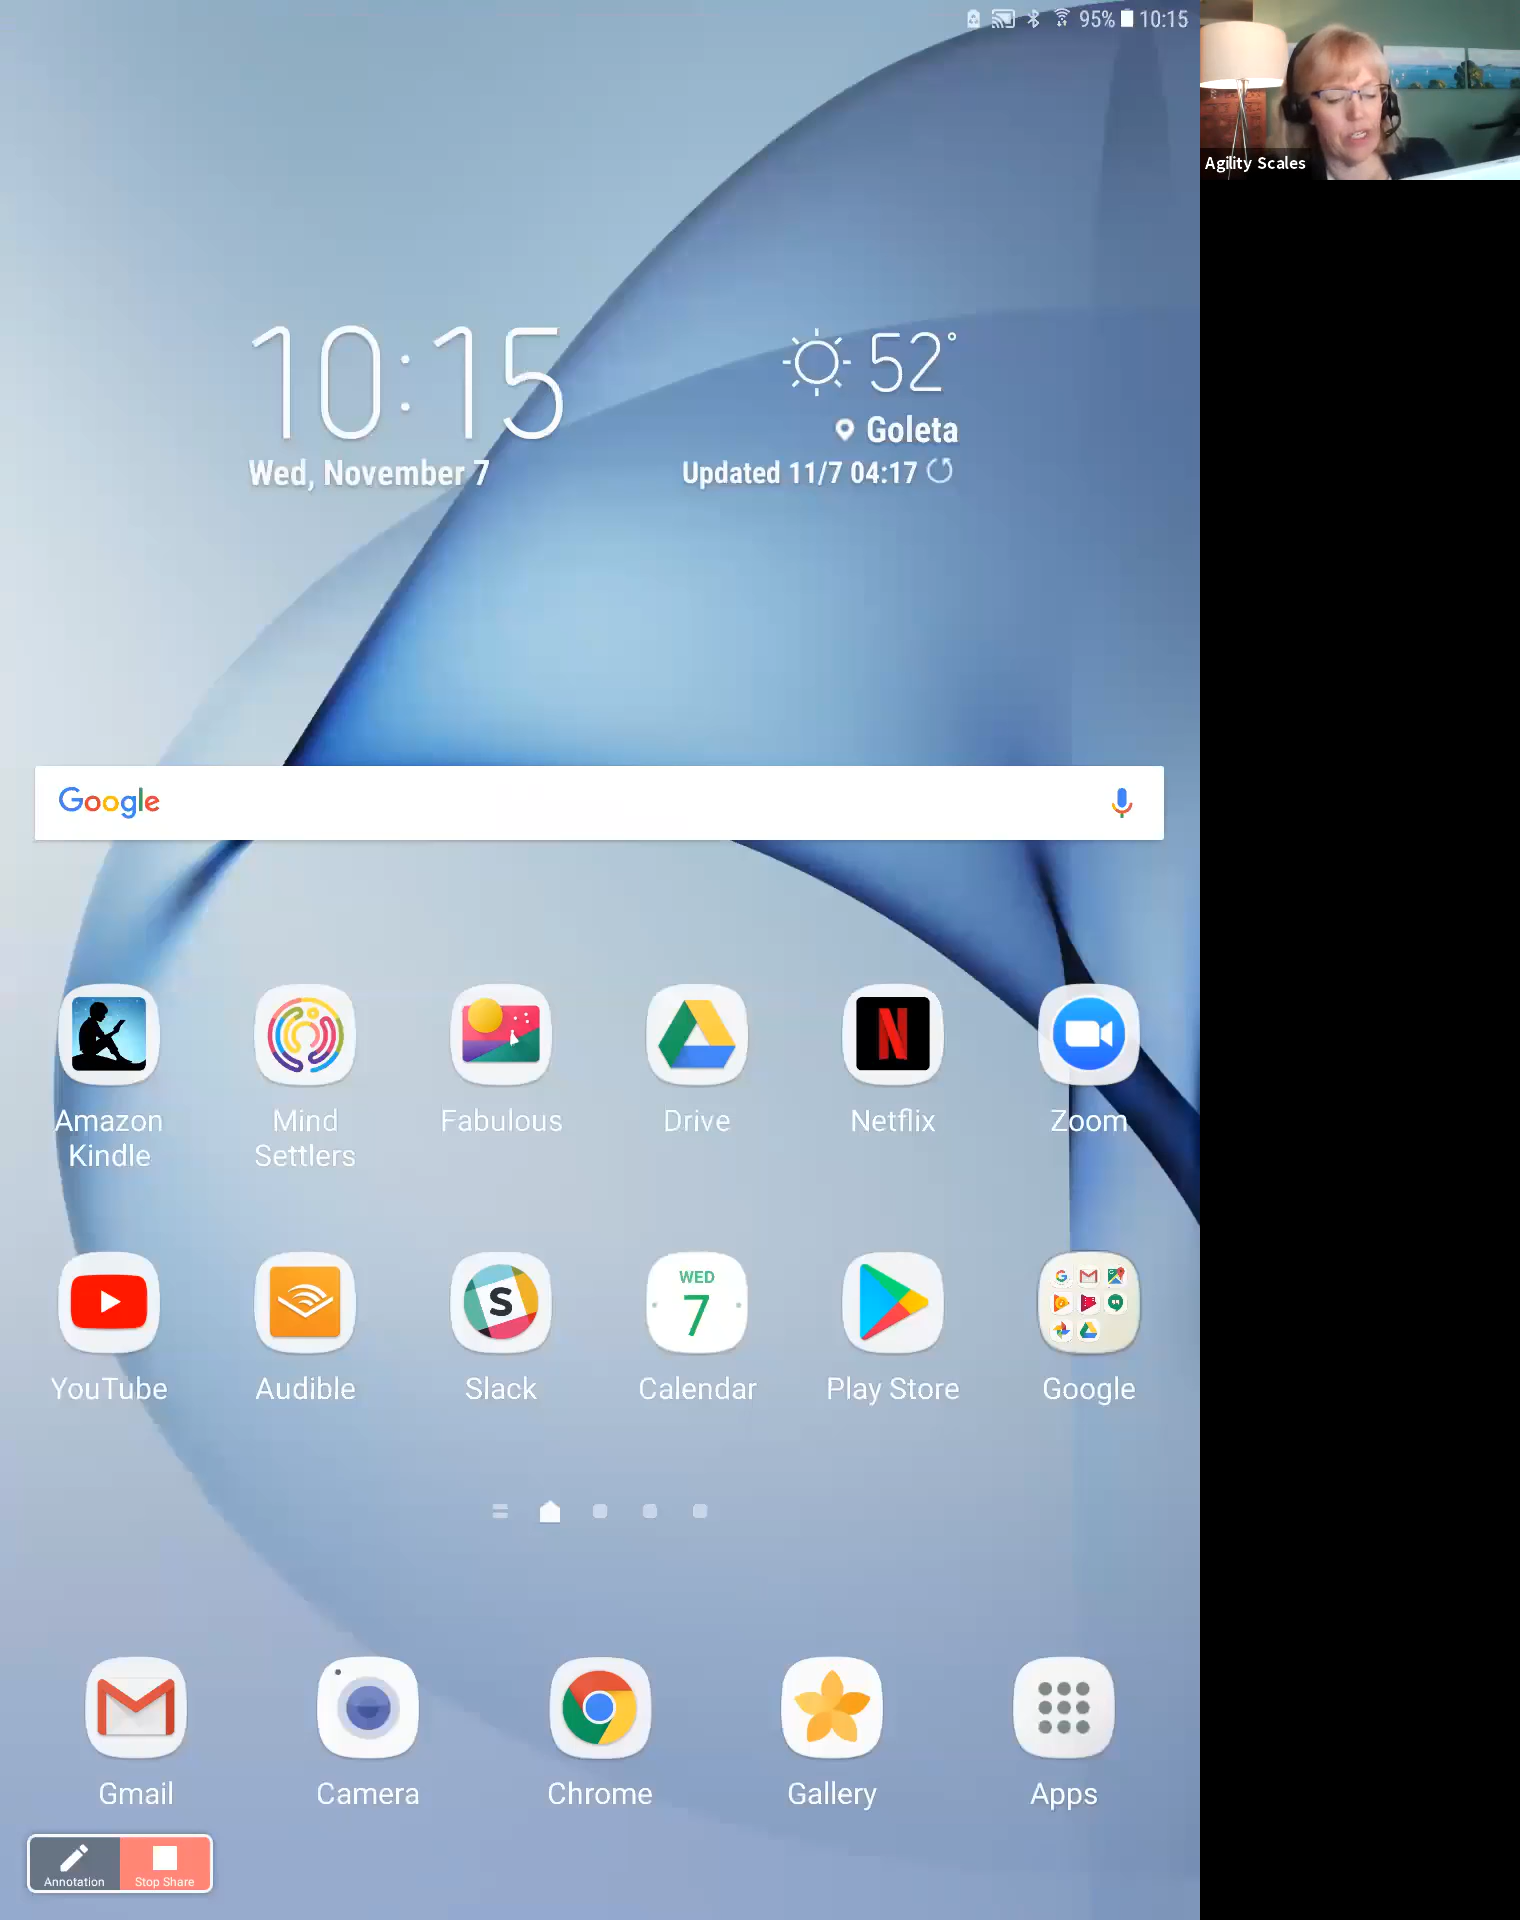 95% 10:15
Agility Scales
10:15
52°
Goleta
Wed, November 7
Updated 11/7 04:17
Google
Amazon Kindle
Mind Settlers
Fabulous
Drive
Netflix
Zoom
YouTube
Audible
S
Slack
WED
7
Calendar
Play Store
Google
Gmail
Camera
Chrome
Gallery
Apps
Annotation
Stop Share